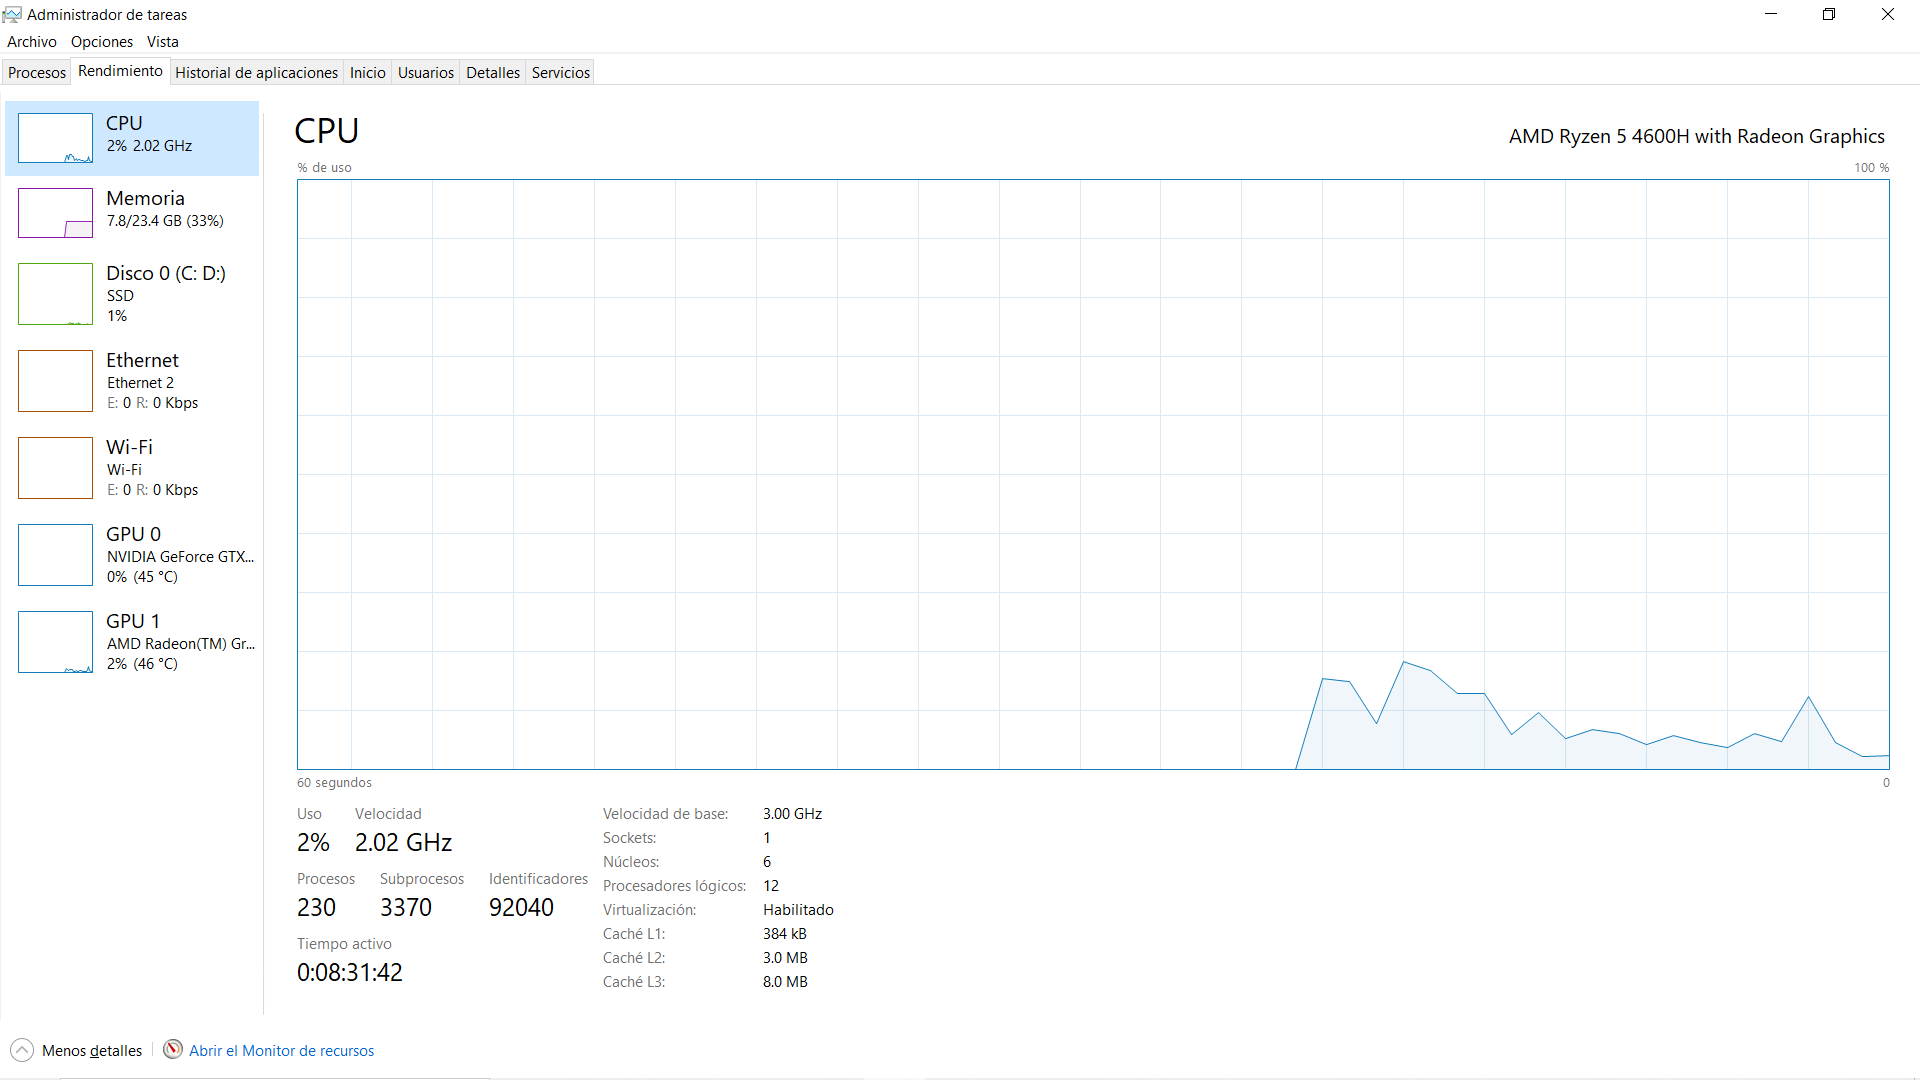 Administrador de tareas
Archivo Opciones Vista
Procesos Rendimiento Historial de aplicaciones Inicio Usuarios Detalles Servicios
CPU
2% 2.02 GHz
Memoria
7.8/23.4 GB (33%)
Disco 0 (C: D:)
SSD
1%
Ethernet
Ethernet 2
E: 0 R: 0 Kbps
Wi-Fi
Wi-Fi
E: 0 R: 0 Kbps
GPU 0
NVIDIA GeForce GTX...
0% (45 °C)
GPU 1
AMD Radeon(TM) Gr...
2% (46 °C)
CPU
AMD Ryzen 5 4600H with Radeon Graphics
% de uso 100 %
60 segundos 0
Uso Velocidad
2% 2.02 GHz
Procesos Subprocesos Identificadores
230 3370 92040
Tiempo activo
0:08:31:42
Velocidad de base: 3.00 GHz
Sockets: 1
Núcleos: 6
Procesadores lógicos: 12
Virtualización: Habilitado
Caché L1: 384 kB
Caché L2: 3.0 MB
Caché L3: 8.0 MB
Menos detalles Abrir el Monitor de recursos